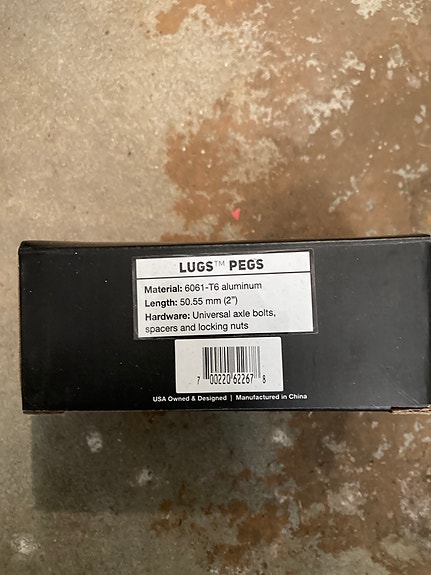 LUGS™ PEGS
Material: 6061-T6 aluminum
Length: 50.55 mm (2")
Hardware: Universal axle bolts,
spacers and locking nuts
7 00220 62267 8
USA Owned & Designed | Manufactured in China